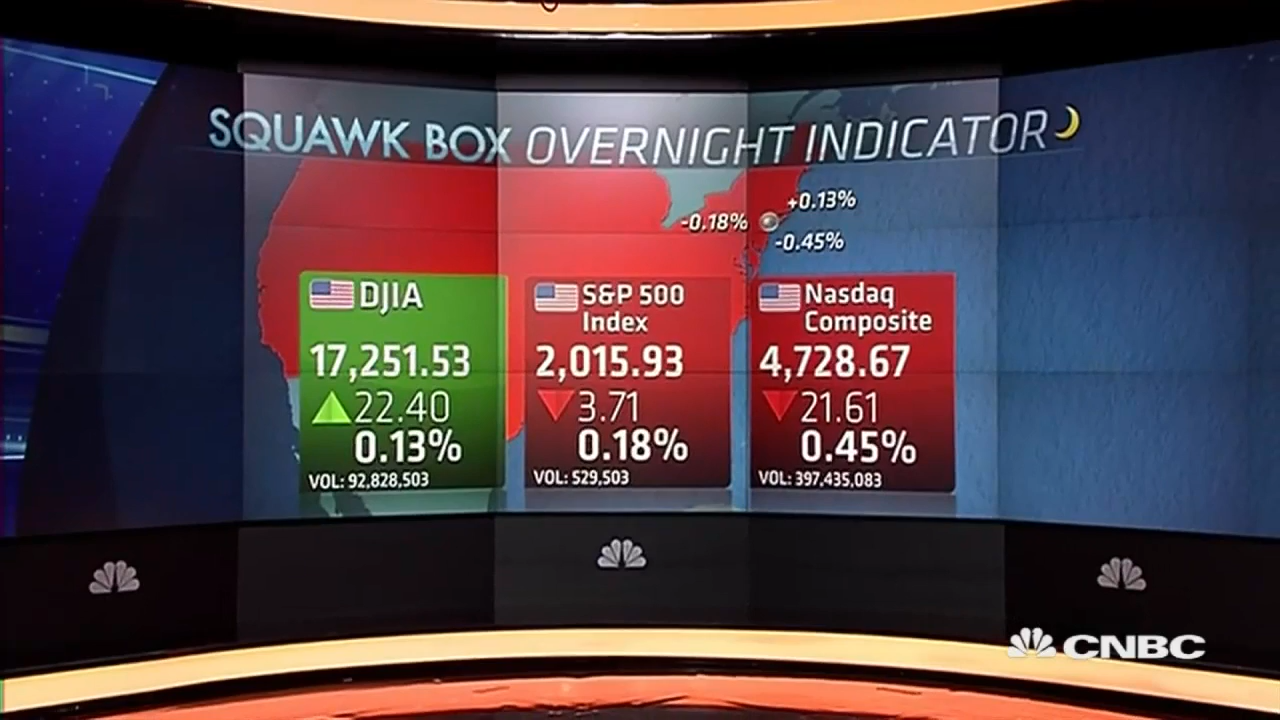 SQUAWK BOX OVERNIGHT INDICATOR
+0.13%
-0.18%
-0.45%
DJIA
17,251.53
22.40
0.13%
VOL: 92,828,503
S&P 500
Index
2,015.93
3.71
0.18%
VOL: 529,503
Nasdaq
Composite
4,728.67
21.61
0.45%
VOL: 397,435,083
CNBC